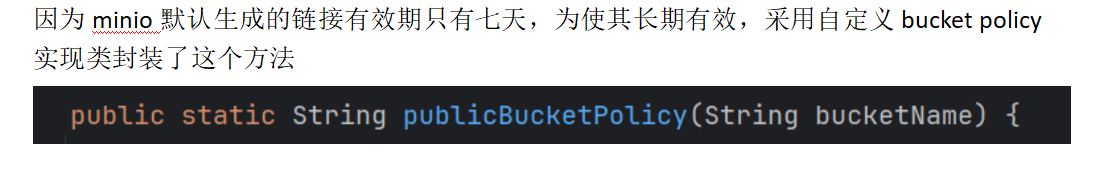 因为 minio 默认生成的链接有效期只有七天，为使其长期有效，采用自定义 bucket policy
实现类封装了这个方法
public static String publicBucketPolicy(String bucketName) {